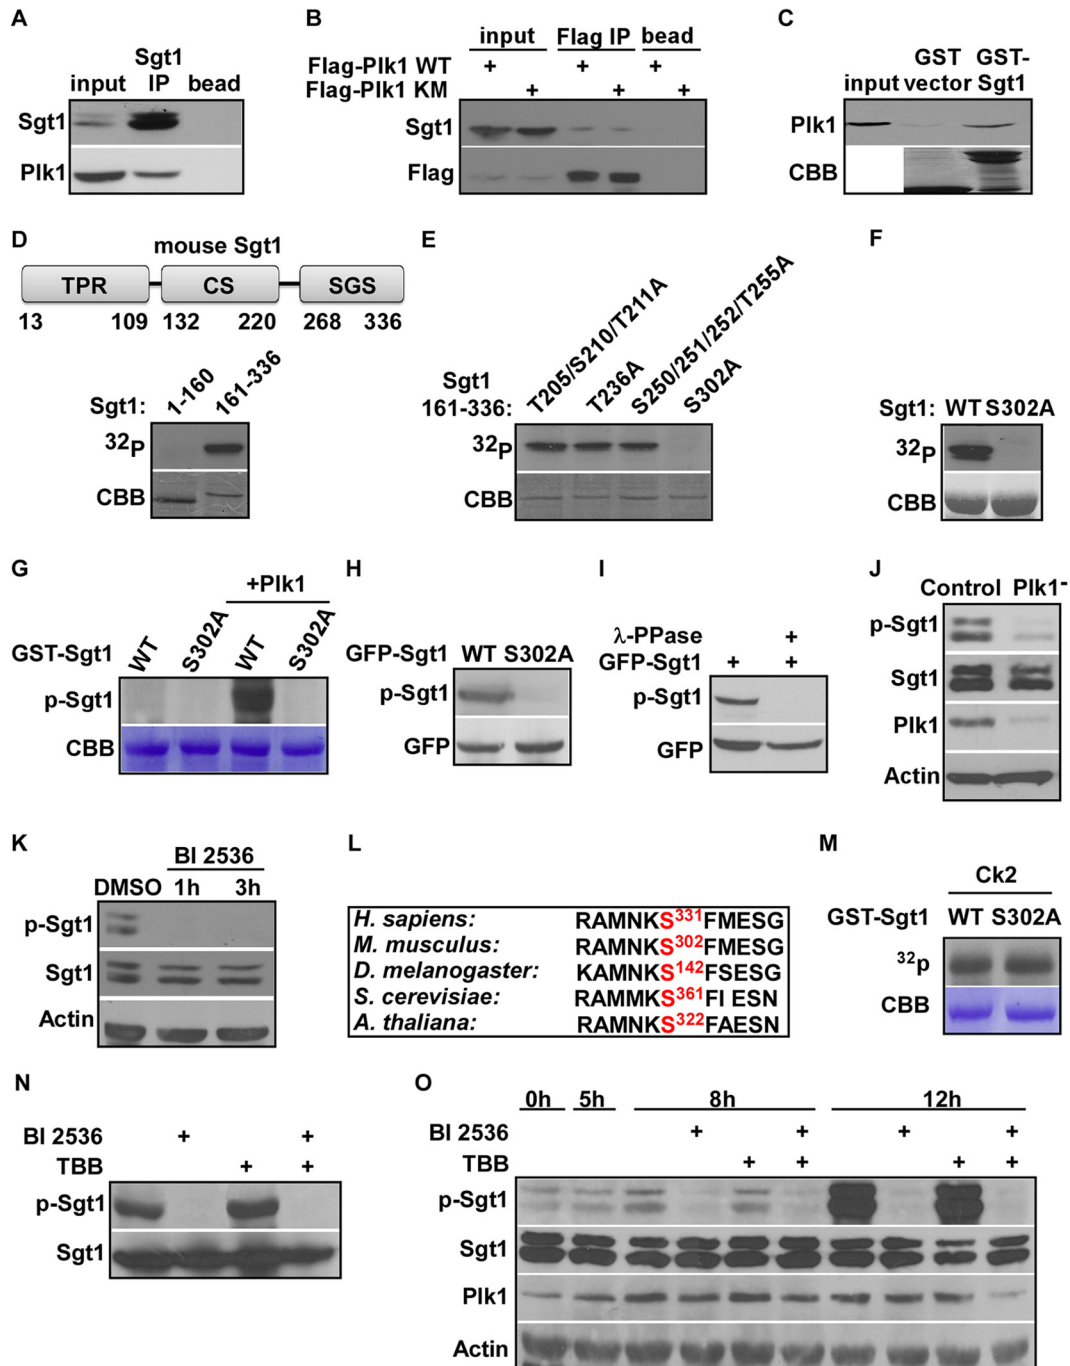 A
Sgt1
input IP bead
Sgt1
Plk1
B
input Flag IP bead
Flag-Plk1 WT + + +
Flag-Plk1 KM + + +
Sgt1
Flag
C
GST GST-
input vector Sgt1
Plk1
CBB
D
mouse Sgt1
TPR CS SGS
13 109 132 220 268 336
Sgt1: 1-160 161-336
32P
CBB
E
Sgt1
161-336: T205/S210/T211A T236A S250/251/252/T255A S302A
32P
CBB
F
Sgt1: WT S302A
32P
CBB
G
+Plk1
GST-Sgt1 WT S302A WT S302A
p-Sgt1
CBB
H
GFP-Sgt1 WT S302A
p-Sgt1
GFP
I
λ-PPase +
GFP-Sgt1 + +
p-Sgt1
GFP
J
Control Plk1-
p-Sgt1
Sgt1
Plk1
Actin
K
BI 2536
DMSO 1h 3h
p-Sgt1
Sgt1
Actin
L
H. sapiens: RAMNKS331FMESG
M. musculus: RAMNKS302FMESG
D. melanogaster: KAMNKS142FSESG
S. cerevisiae: RAMMKS361FI ESN
A. thaliana: RAMNKS322FAESN
M
Ck2
GST-Sgt1 WT S302A
32p
CBB
N
BI 2536 + +
TBB + +
p-Sgt1
Sgt1
O
0h 5h 8h 12h
BI 2536 + + + +
TBB + + + +
p-Sgt1
Sgt1
Plk1
Actin